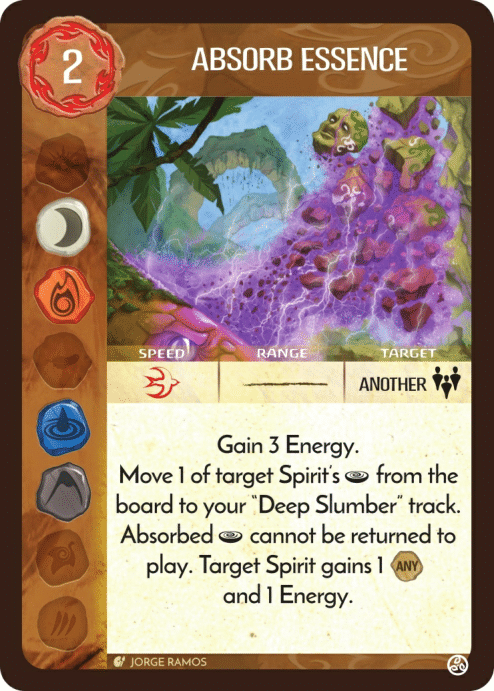 2
ABSORB ESSENCE
SPEED RANGE TARGET
ANOTHER
Gain 3 Energy.
Move 1 of target Spirit's from the
board to your "Deep Slumber" track.
Absorbed cannot be returned to
play. Target Spirit gains 1 ANY
and 1 Energy.
JORGE RAMOS